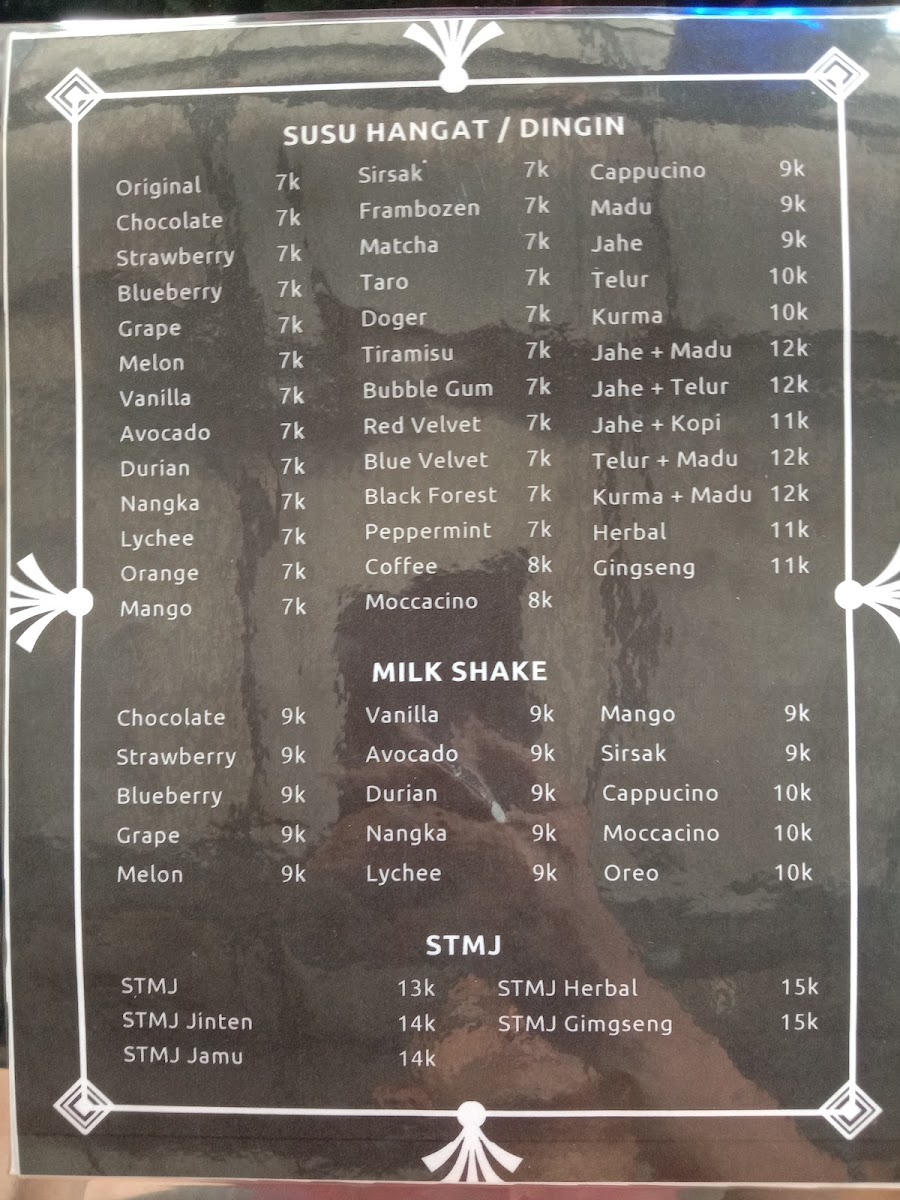 SUSU HANGAT / DINGIN
Original 7k
Chocolate 7k
Strawberry 7k
Blueberry 7k
Grape 7k
Melon 7k
Vanilla 7k
Avocado 7k
Durian 7k
Nangka 7k
Lychee 7k
Orange 7k
Mango 7k
Sirsak 7k
Frambozen 7k
Matcha 7k
Taro 7k
Doger 7k
Tiramisu 7k
Bubble Gum 7k
Red Velvet 7k
Blue Velvet 7k
Black Forest 7k
Peppermint 7k
Coffee 8k
Moccacino 8k
Cappucino 9k
Madu 9k
Jahe 9k
Telur 10k
Kurma 10k
Jahe + Madu 12k
Jahe + Telur 12k
Jahe + Kopi 11k
Telur + Madu 12k
Kurma + Madu 12k
Herbal 11k
Gingseng 11k
MILK SHAKE
Chocolate 9k
Strawberry 9k
Blueberry 9k
Grape 9k
Melon 9k
Vanilla 9k
Avocado 9k
Durian 9k
Nangka 9k
Lychee 9k
Mango 9k
Sirsak 9k
Cappucino 10k
Moccacino 10k
Oreo 10k
STMJ
STMJ 13k
STMJ Jinten 14k
STMJ Jamu 14k
STMJ Herbal 15k
STMJ Gimgseng 15k